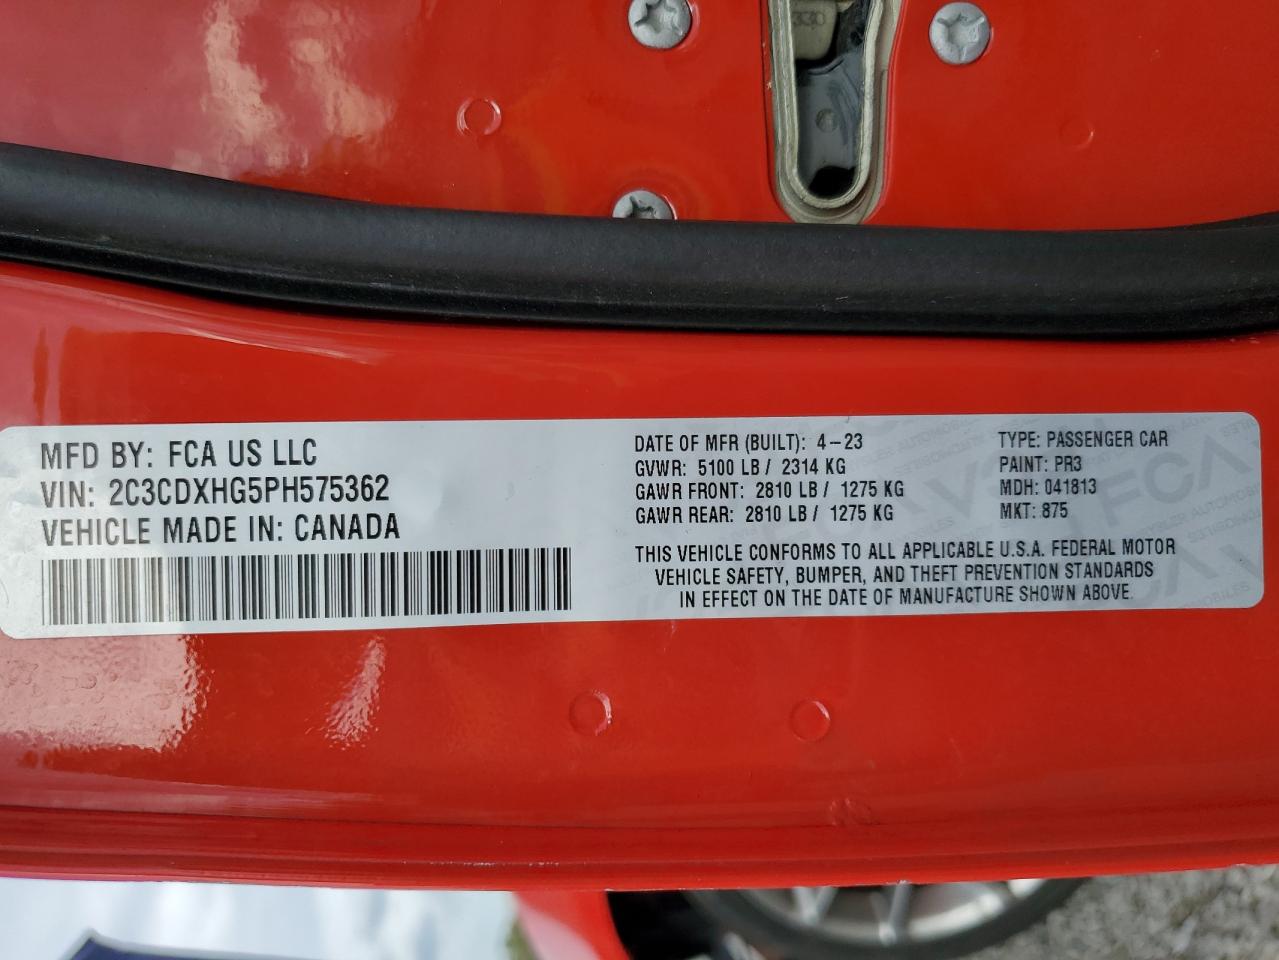 330
MFD BY: FCA US LLC
VIN: 2C3CDXHG5PH575362
VEHICLE MADE IN: CANADA
DATE OF MFR (BUILT): 4-23
GVWR: 5100 LB / 2314 KG
GAWR FRONT: 2810 LB / 1275 KG
GAWR REAR: 2810 LB / 1275 KG
TYPE: PASSENGER CAR
PAINT: PR3
MDH: 041813
MKT: 875
THIS VEHICLE CONFORMS TO ALL APPLICABLE U.S.A. FEDERAL MOTOR
VEHICLE SAFETY, BUMPER, AND THEFT PREVENTION STANDARDS
IN EFFECT ON THE DATE OF MANUFACTURE SHOWN ABOVE.
FCA